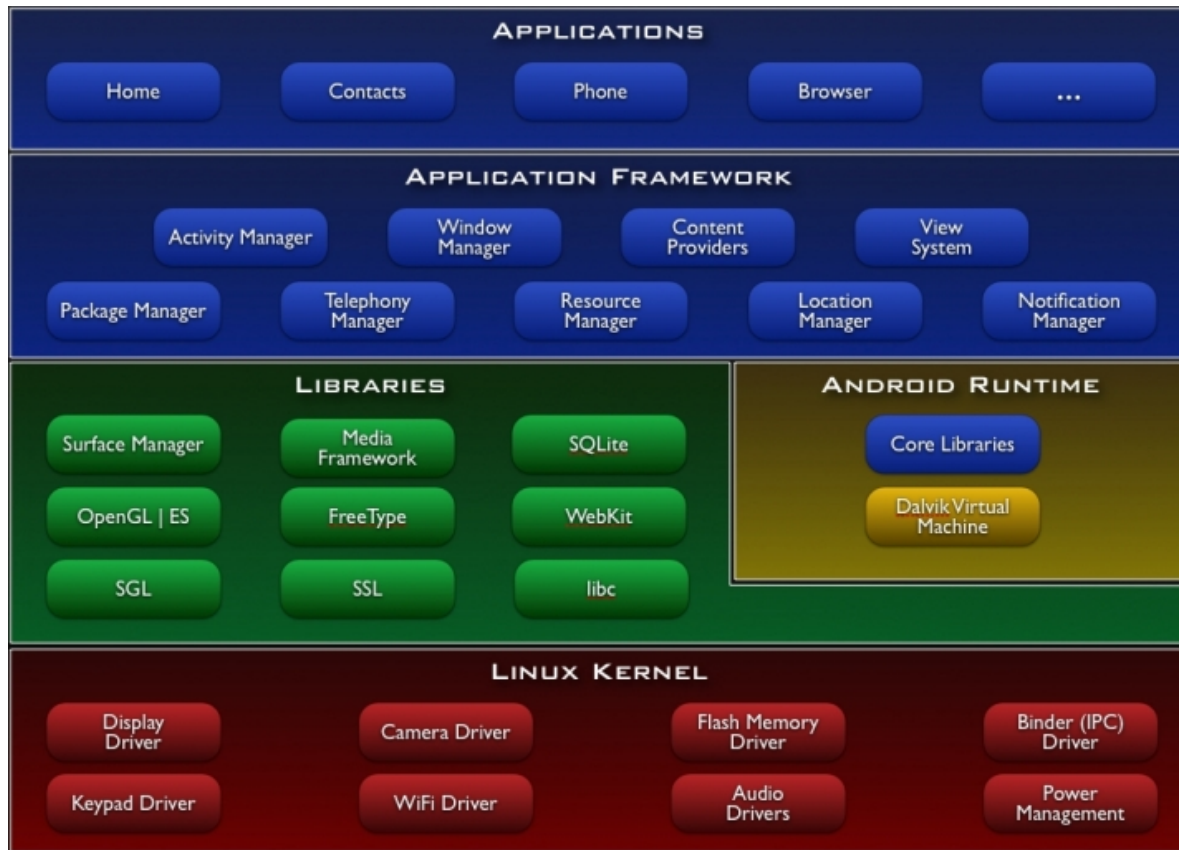 APPLICATIONS
Home
Contacts
Phone
Browser
...
APPLICATION FRAMEWORK
Activity Manager
Window
Manager
Content
Providers
View
System
Package Manager
Telephony
Manager
Resource
Manager
Location
Manager
Notification
Manager
LIBRARIES
Surface Manager
Media
Framework
SQLite
OpenGL | ES
FreeType
WebKit
SGL
SSL
libc
ANDROID RUNTIME
Core Libraries
Dalvik Virtual
Machine
LINUX KERNEL
Display
Driver
Camera Driver
Flash Memory
Driver
Binder (IPC)
Driver
Keypad Driver
WiFi Driver
Audio
Drivers
Power
Management